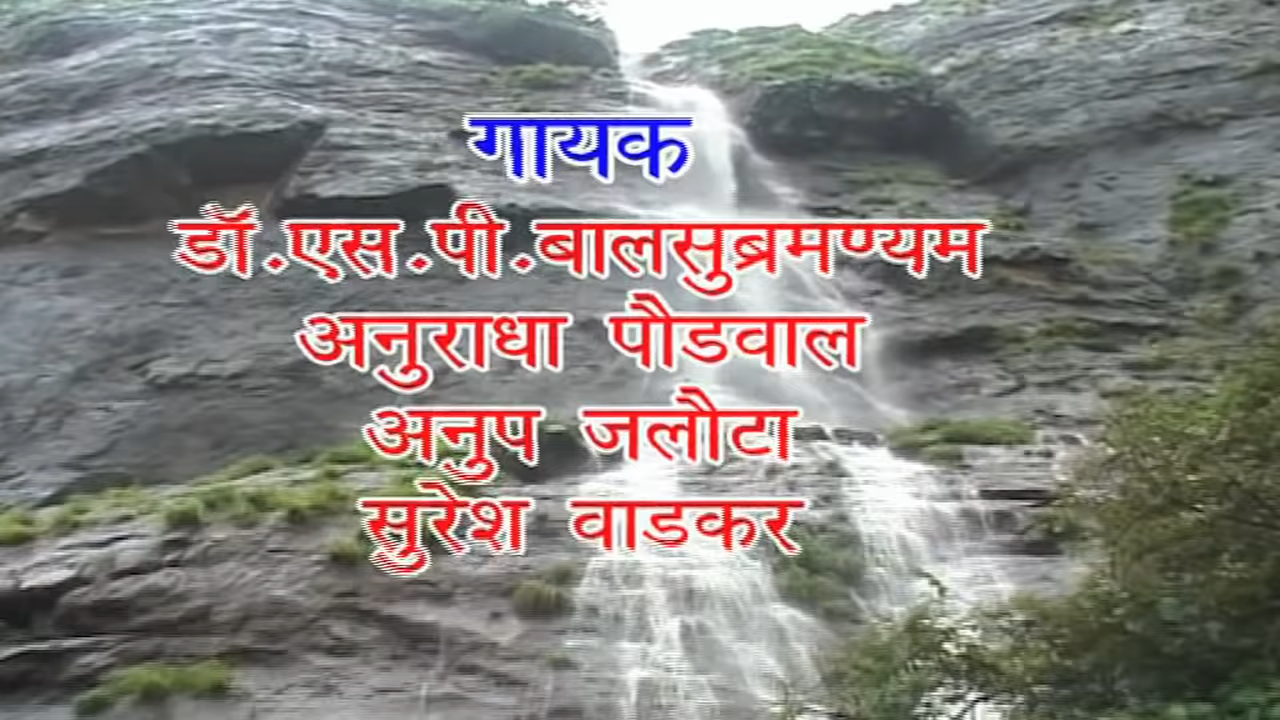 गायक
डॉ.एस.पी.बालसुब्रमण्यम
अनुराधा पौडवाल
अनुप जलौटा
सुरेश वाडकर